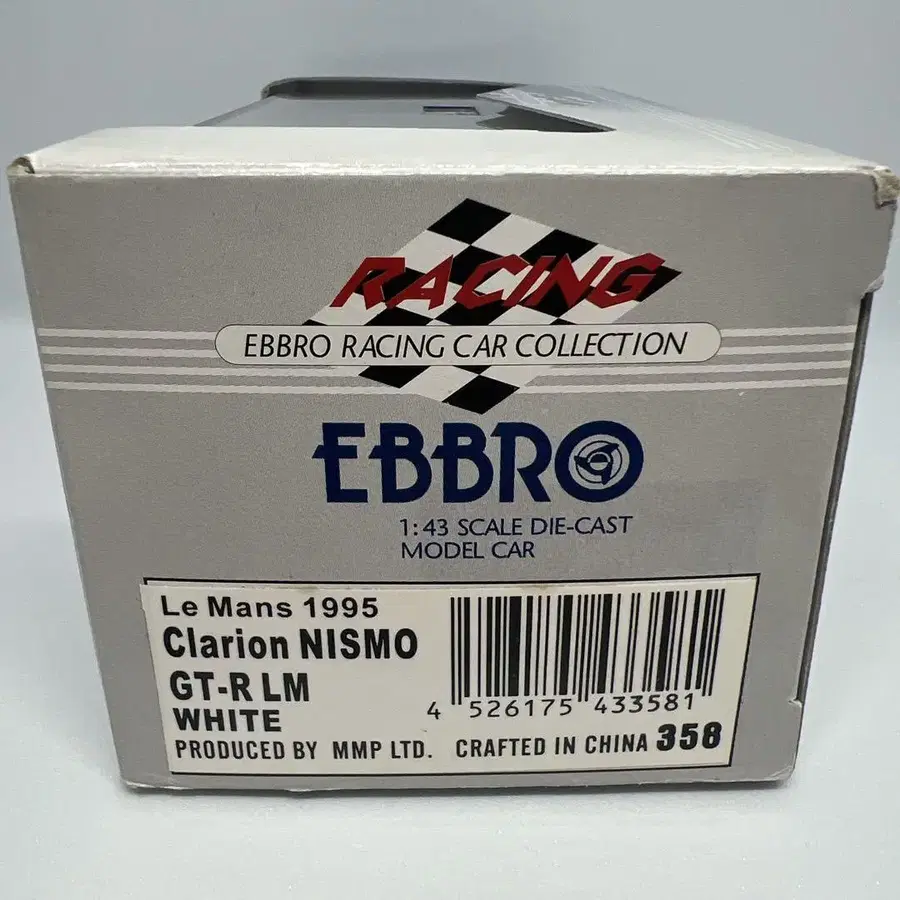 RACING
EBBRO RACING CAR COLLECTION
EBBRO
1:43 SCALE DIE-CAST
MODEL CAR
Le Mans 1995
Clarion NISMO
GT-R LM
WHITE
4 526175 433581
PRODUCED BY MMP LTD. CRAFTED IN CHINA 358